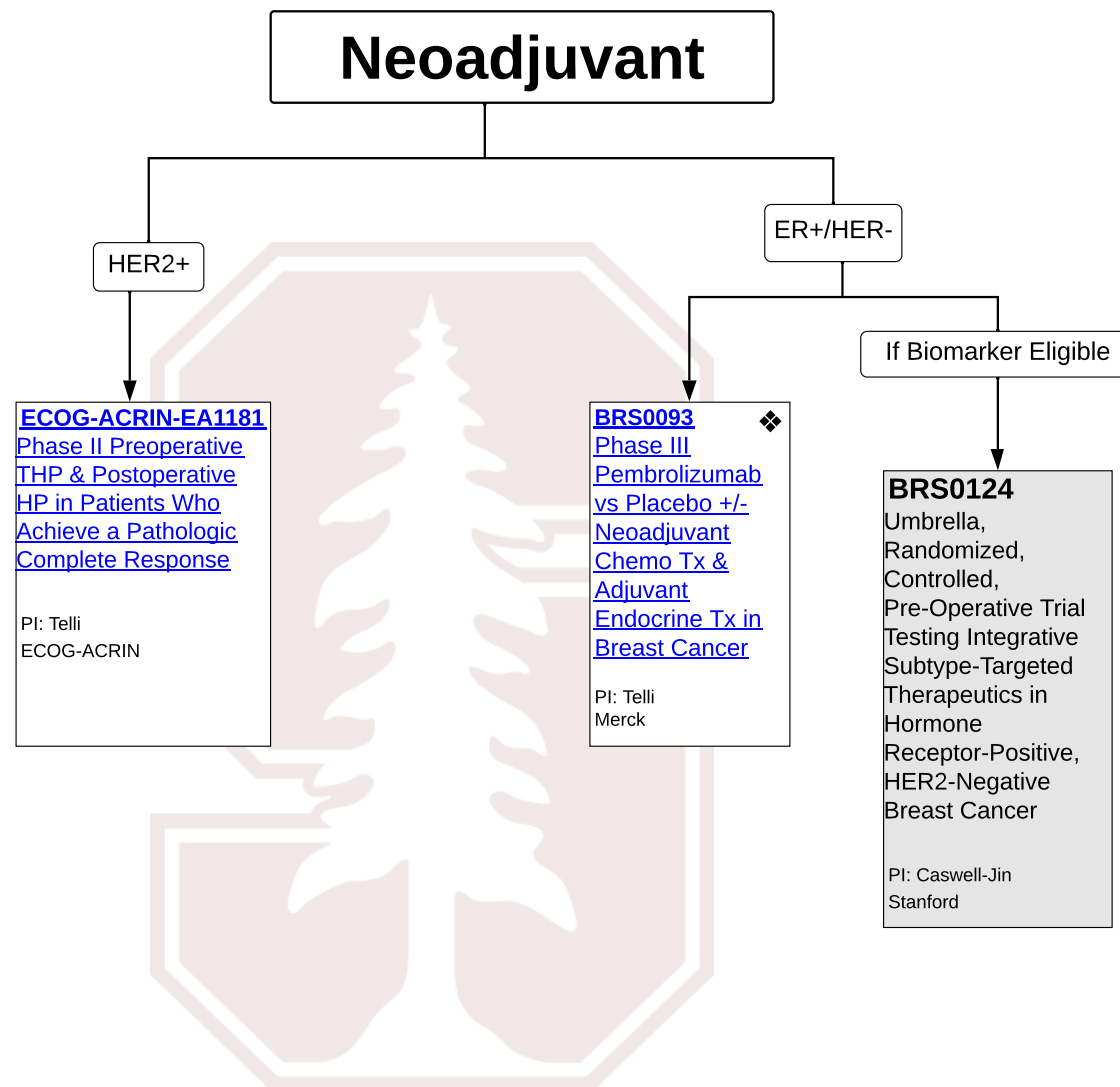 Neoadjuvant
HER2+
ER+/HER-
If Biomarker Eligible
ECOG-ACRIN-EA1181
Phase II Preoperative
THP & Postoperative
HP in Patients Who
Achieve a Pathologic
Complete Response
PI: Telli
ECOG-ACRIN
BRS0093 ❖
Phase III
Pembrolizumab
vs Placebo +/-
Neoadjuvant
Chemo Tx &
Adjuvant
Endocrine Tx in
Breast Cancer
PI: Telli
Merck
BRS0124
Umbrella,
Randomized,
Controlled,
Pre-Operative Trial
Testing Integrative
Subtype-Targeted
Therapeutics in
Hormone
Receptor-Positive,
HER2-Negative
Breast Cancer
PI: Caswell-Jin
Stanford